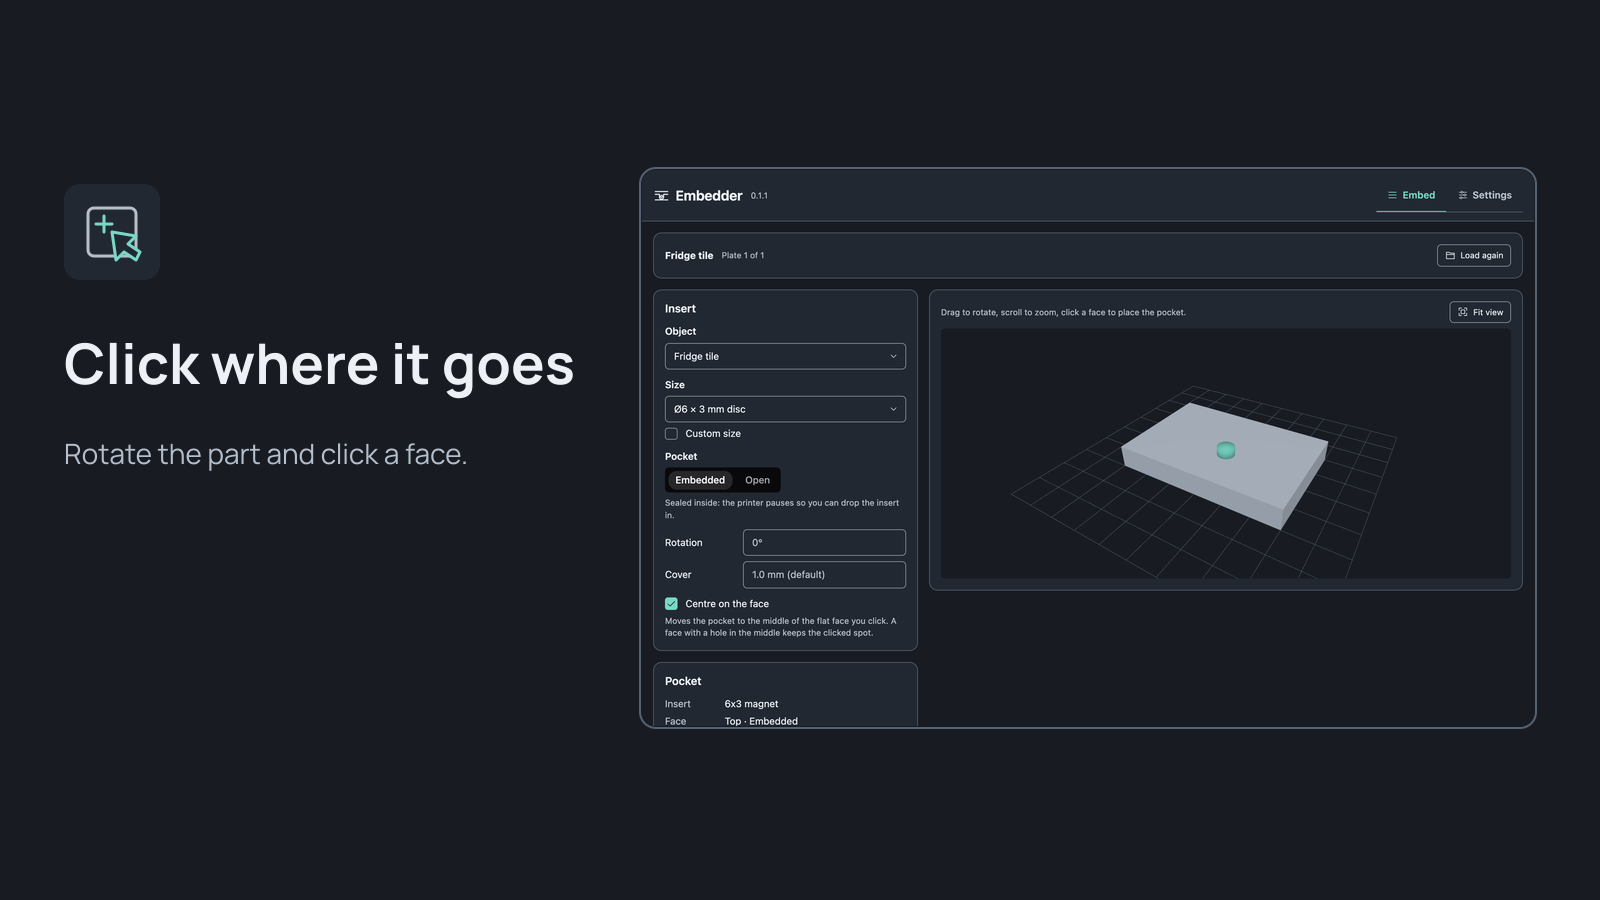 Click where it goes
Rotate the part and click a face.
Embedder 0.1.1
Embed
Settings
Fridge tile Plate 1 of 1
Load again
Insert
Object
Fridge tile
Size
Ø6 × 3 mm disc
Custom size
Pocket
Embedded Open
Sealed inside: the printer pauses so you can drop the insert
in.
Rotation 0°
Cover 1.0 mm (default)
Centre on the face
Moves the pocket to the middle of the flat face you click. A
face with a hole in the middle keeps the clicked spot.
Pocket
Insert 6x3 magnet
Face Top · Embedded
Drag to rotate, scroll to zoom, click a face to place the pocket.
Fit view